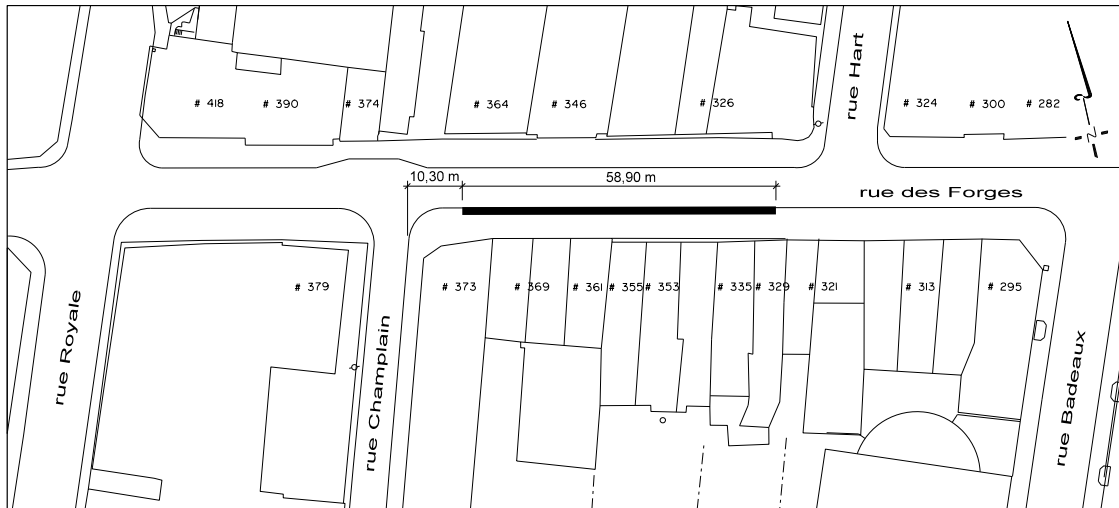 # 418
# 390
# 374
# 364
# 346
# 326
# 324
# 300
# 282
rue Hart
N
10,30 m
58,90 m
rue des Forges
# 379
# 373
# 369
# 361
# 355
# 353
# 335
# 329
# 321
# 313
# 295
rue Royale
rue Champlain
rue Badeaux